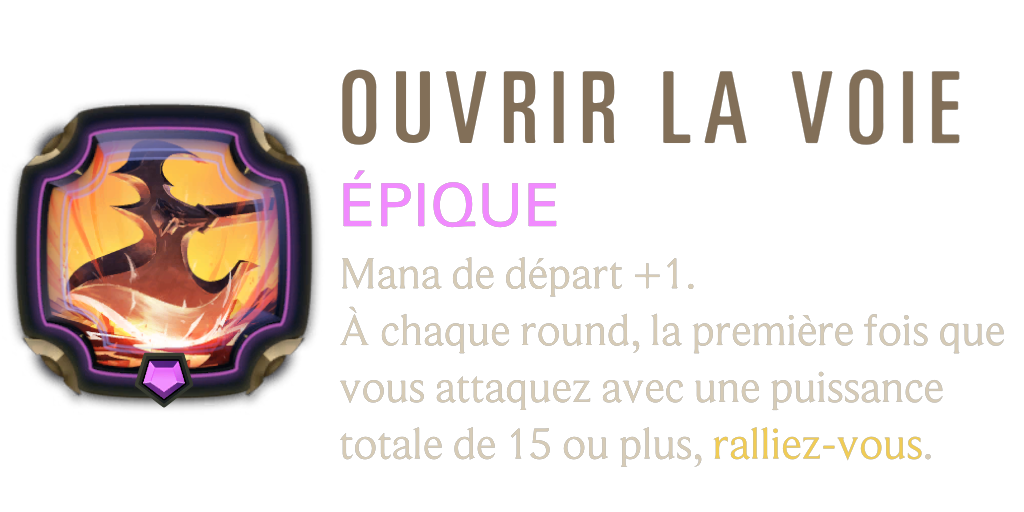 OUVRIR LA VOIE
ÉPIQUE
Mana de départ +1.
À chaque round, la première fois que
vous attaquez avec une puissance
totale de 15 ou plus, ralliez-vous.